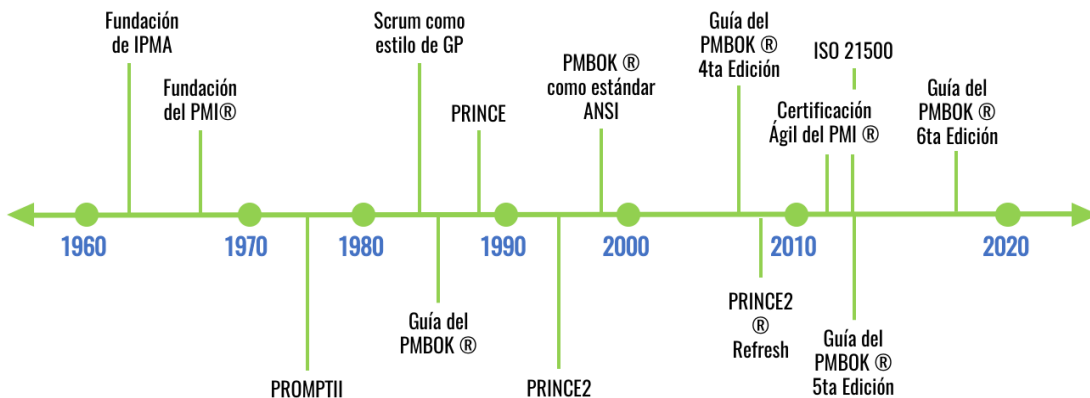 Fundación
de IPMA
Fundación
del PMI®
Scrum como
estilo de GP
PRINCE
PMBOK ®
como estándar
ANSI
Guía del
PMBOK ®
4ta Edición
ISO 21500
Certificación
Ágil del PMI ®
Guía del
PMBOK ®
6ta Edición
1960
1970
1980
1990
2000
2010
2020
PROMPTII
Guía del
PMBOK ®
PRINCE2
PRINCE2
®
Refresh
Guía del
PMBOK ®
5ta Edición